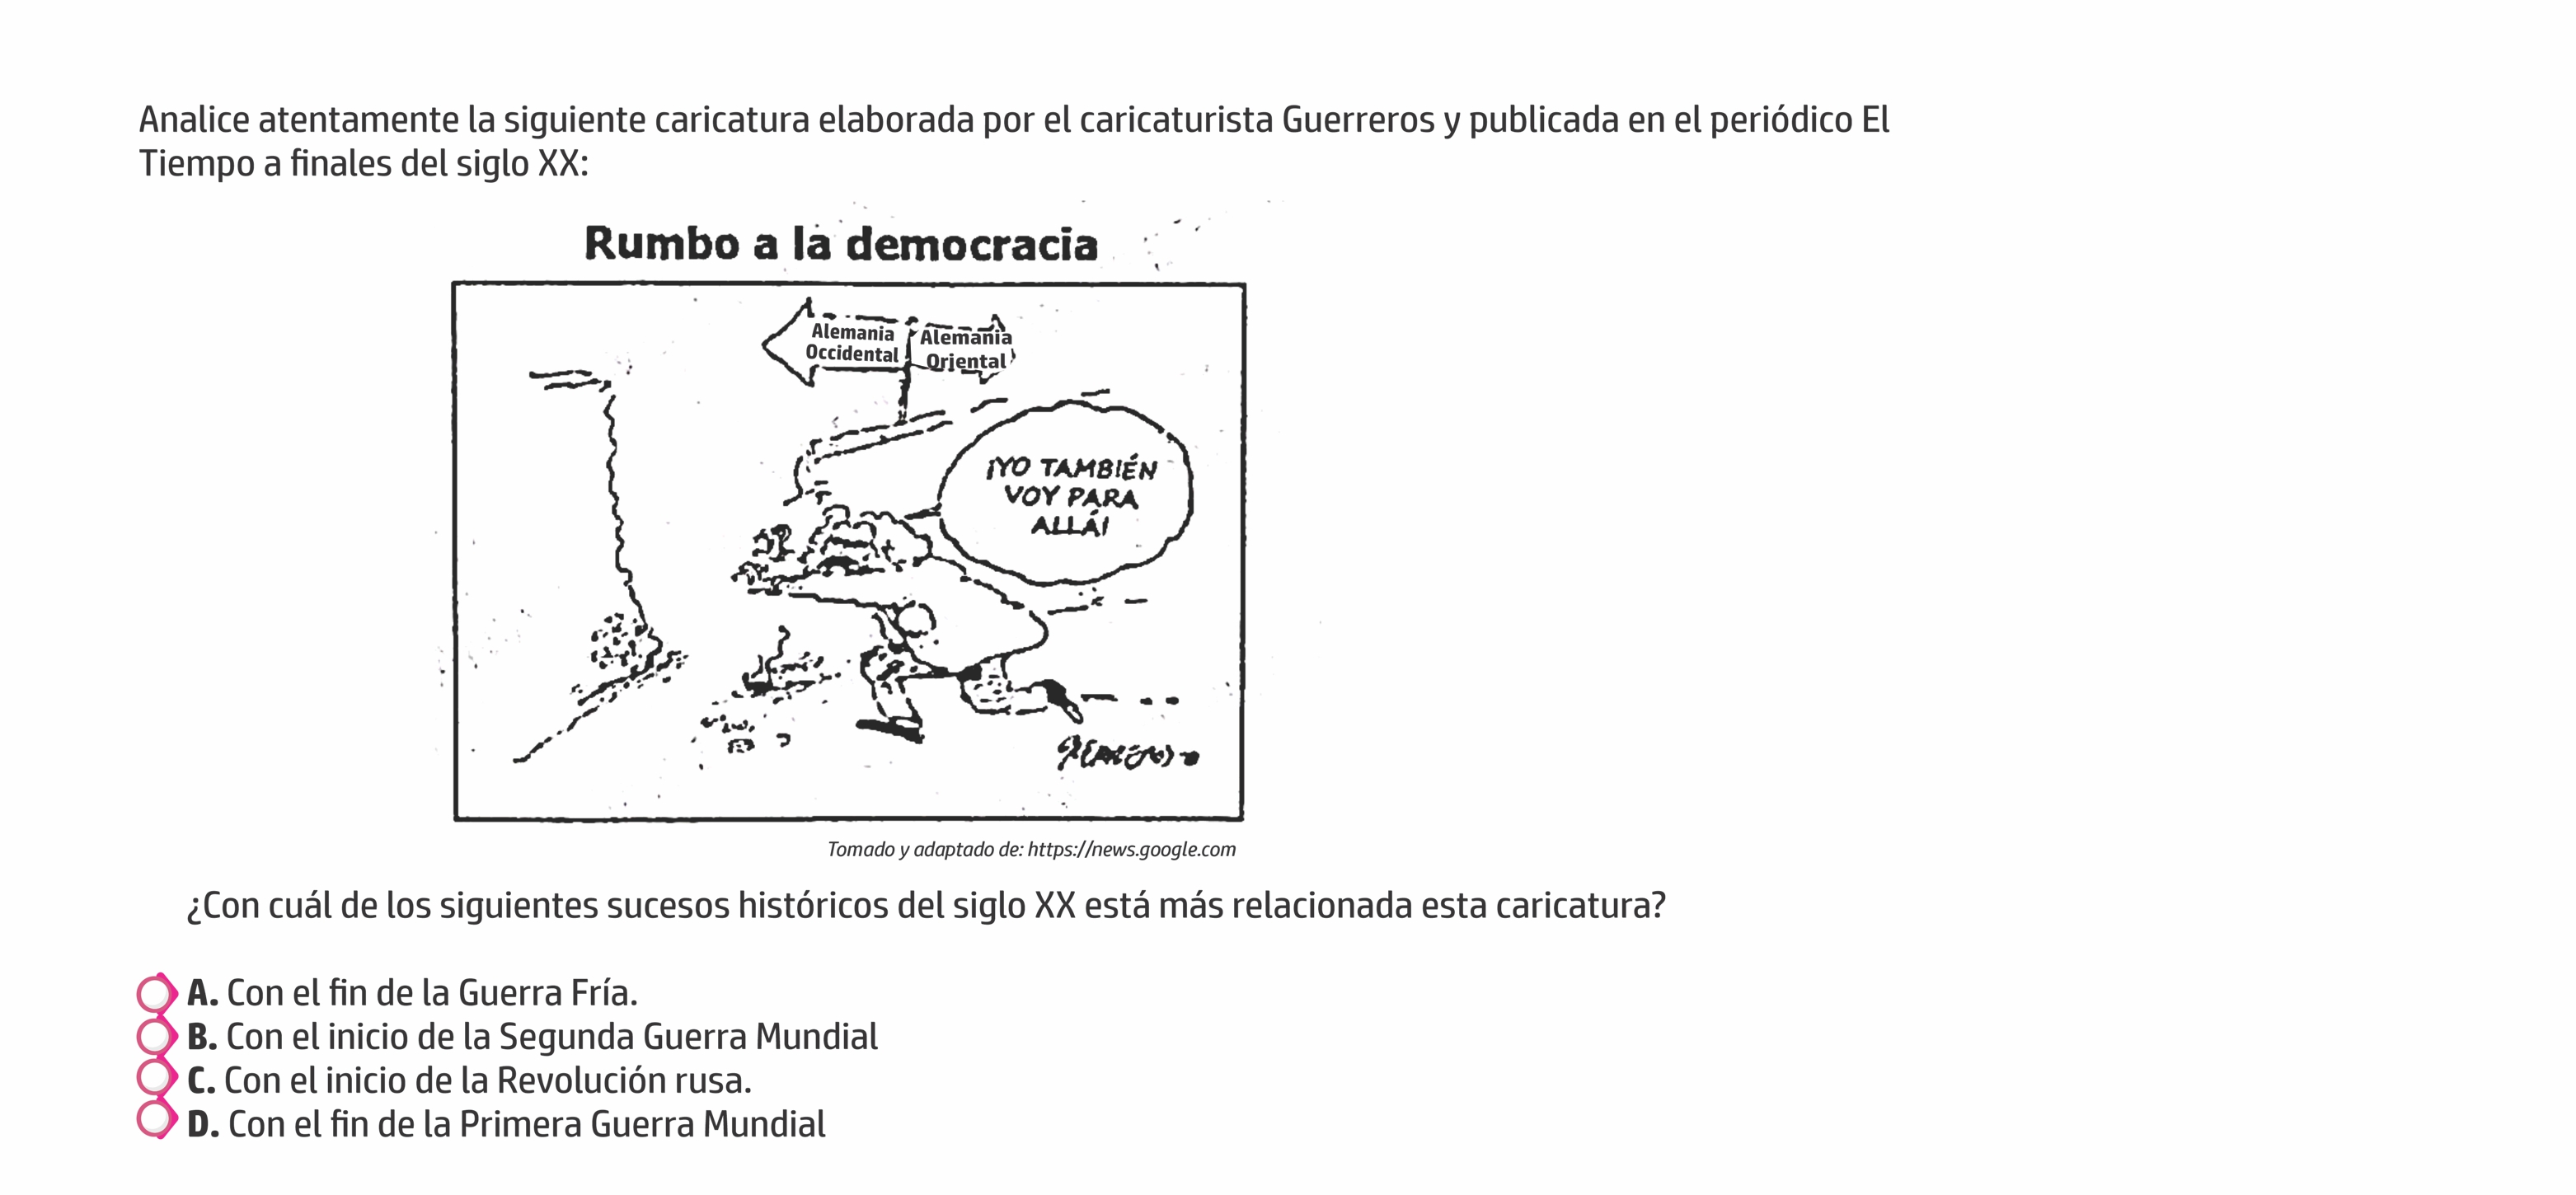 Analice atentamente la siguiente caricatura elaborada por el caricaturista Guerreros y publicada en el periódico El
Tiempo a finales del siglo XX:
Rumbo a la democracia
Alemania
Occidental
Alemania
Oriental
¡YO TAMBIÉN
VOY PARA
ALLÁ!
Tomado y adaptado de: https://news.google.com
¿Con cuál de los siguientes sucesos históricos del siglo XX está más relacionada esta caricatura?
A. Con el fin de la Guerra Fría.
B. Con el inicio de la Segunda Guerra Mundial
C. Con el inicio de la Revolución rusa.
D. Con el fin de la Primera Guerra Mundial